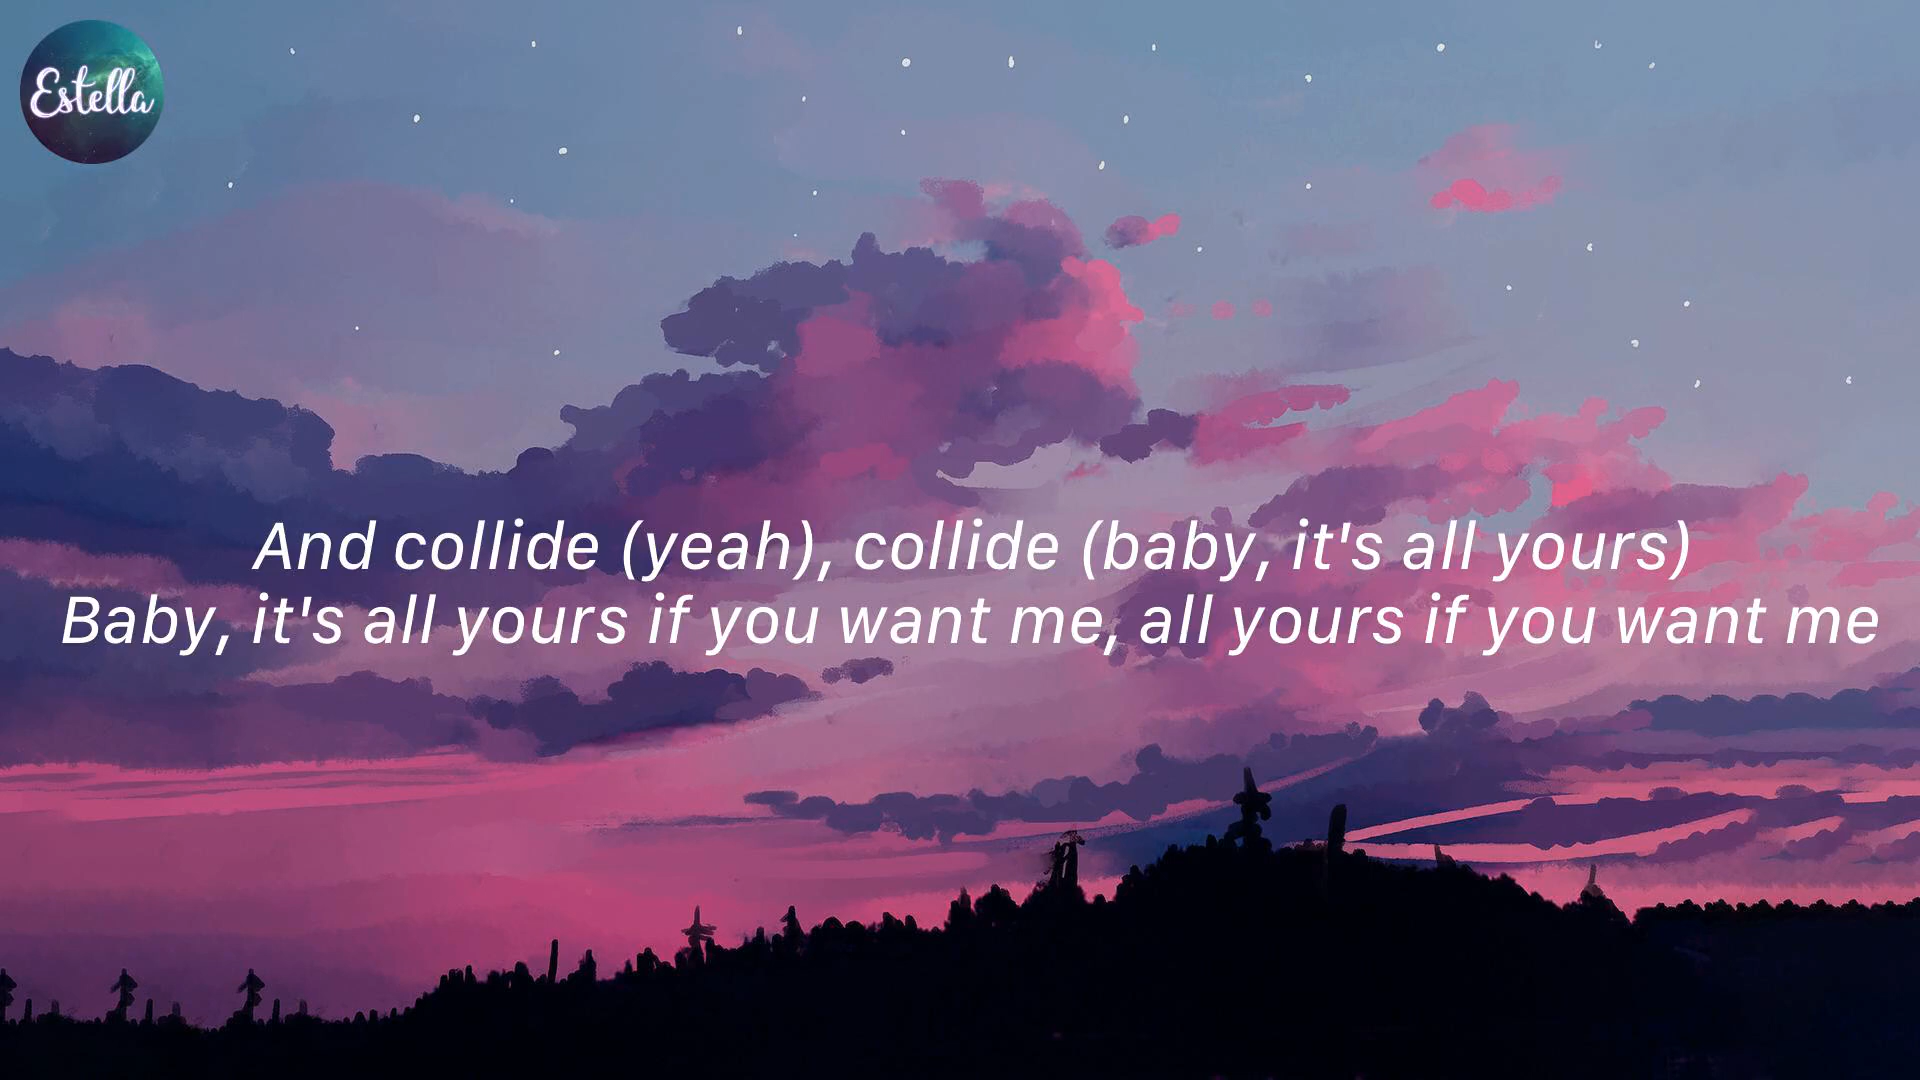 Estella
And collide (yeah), collide (baby, it's all yours)
Baby, it's all yours if you want me, all yours if you want me